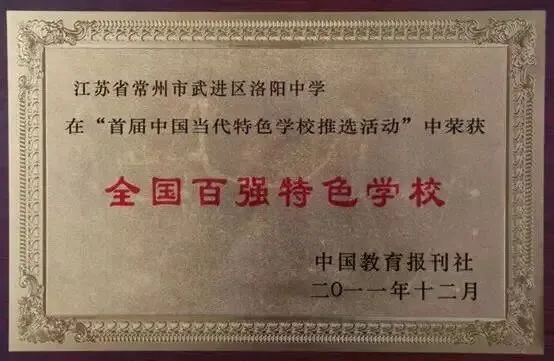 江苏省常州市武进区洛阳中学
在“首届中国当代特色学校推选活动”中荣获
全国百强特色学校
中国教育报刊社
二〇一一年十二月